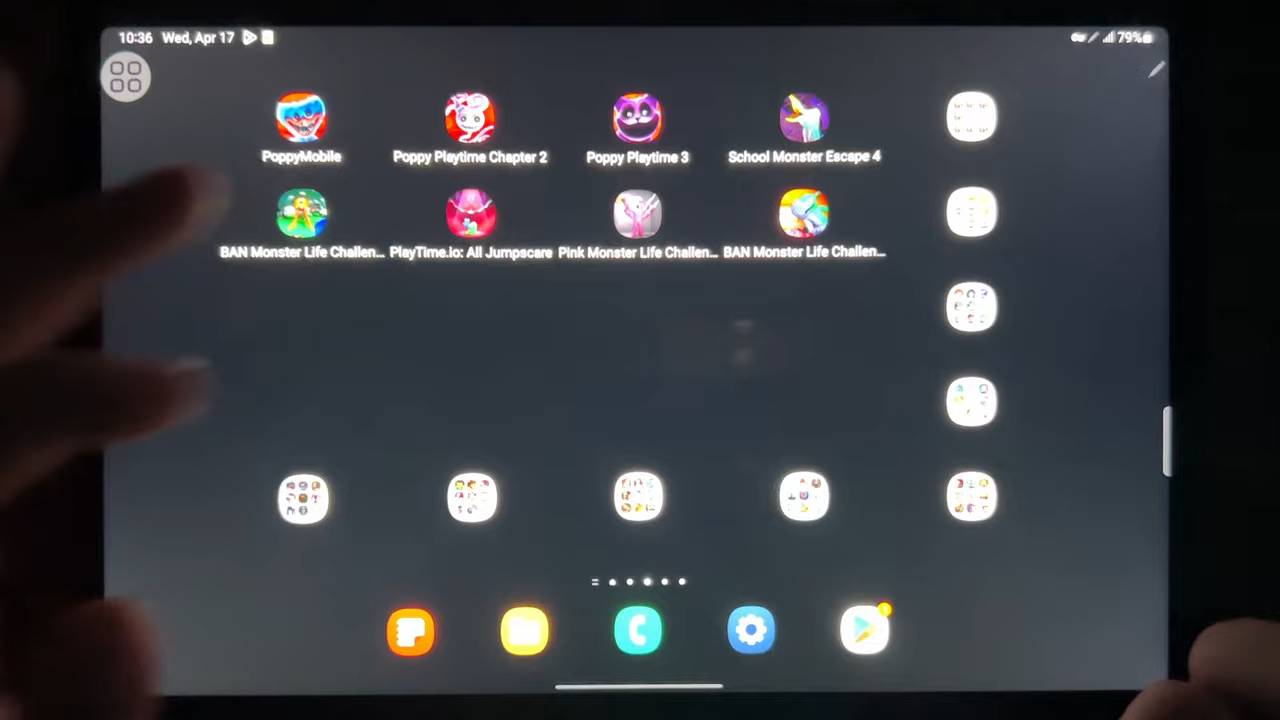 10:36 Wed, Apr 17 79%
PoppyMobile Poppy Playtime Chapter 2 Poppy Playtime 3 School Monster Escape 4
BAN Monster Life Challen... PlayTime.io: All Jumpscare Pink Monster Life Challen... BAN Monster Life Challen...